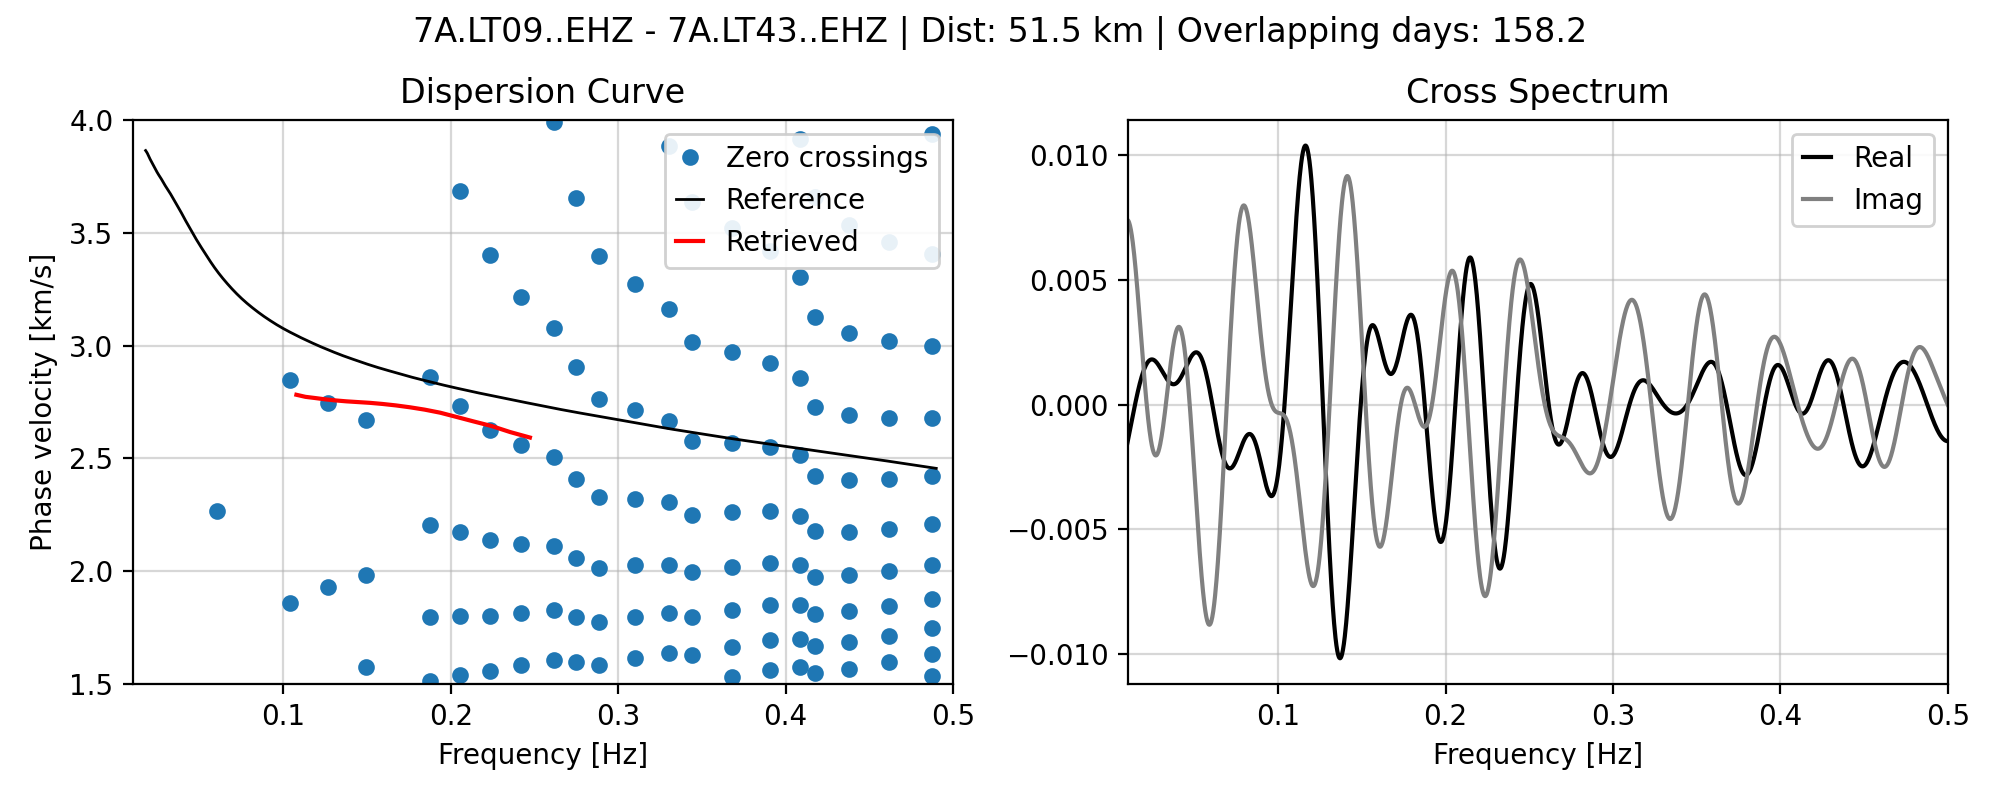 7A.LT09..EHZ - 7A.LT43..EHZ | Dist: 51.5 km | Overlapping days: 158.2
Dispersion Curve
4.0
3.5
3.0
2.5
2.0
1.5
Phase velocity [km/s]
0.1 0.2 0.3 0.4 0.5
Frequency [Hz]
Zero crossings
Reference
Retrieved
Cross Spectrum
0.010
0.005
0.000
−0.005
−0.010
0.1 0.2 0.3 0.4 0.5
Frequency [Hz]
Real
Imag